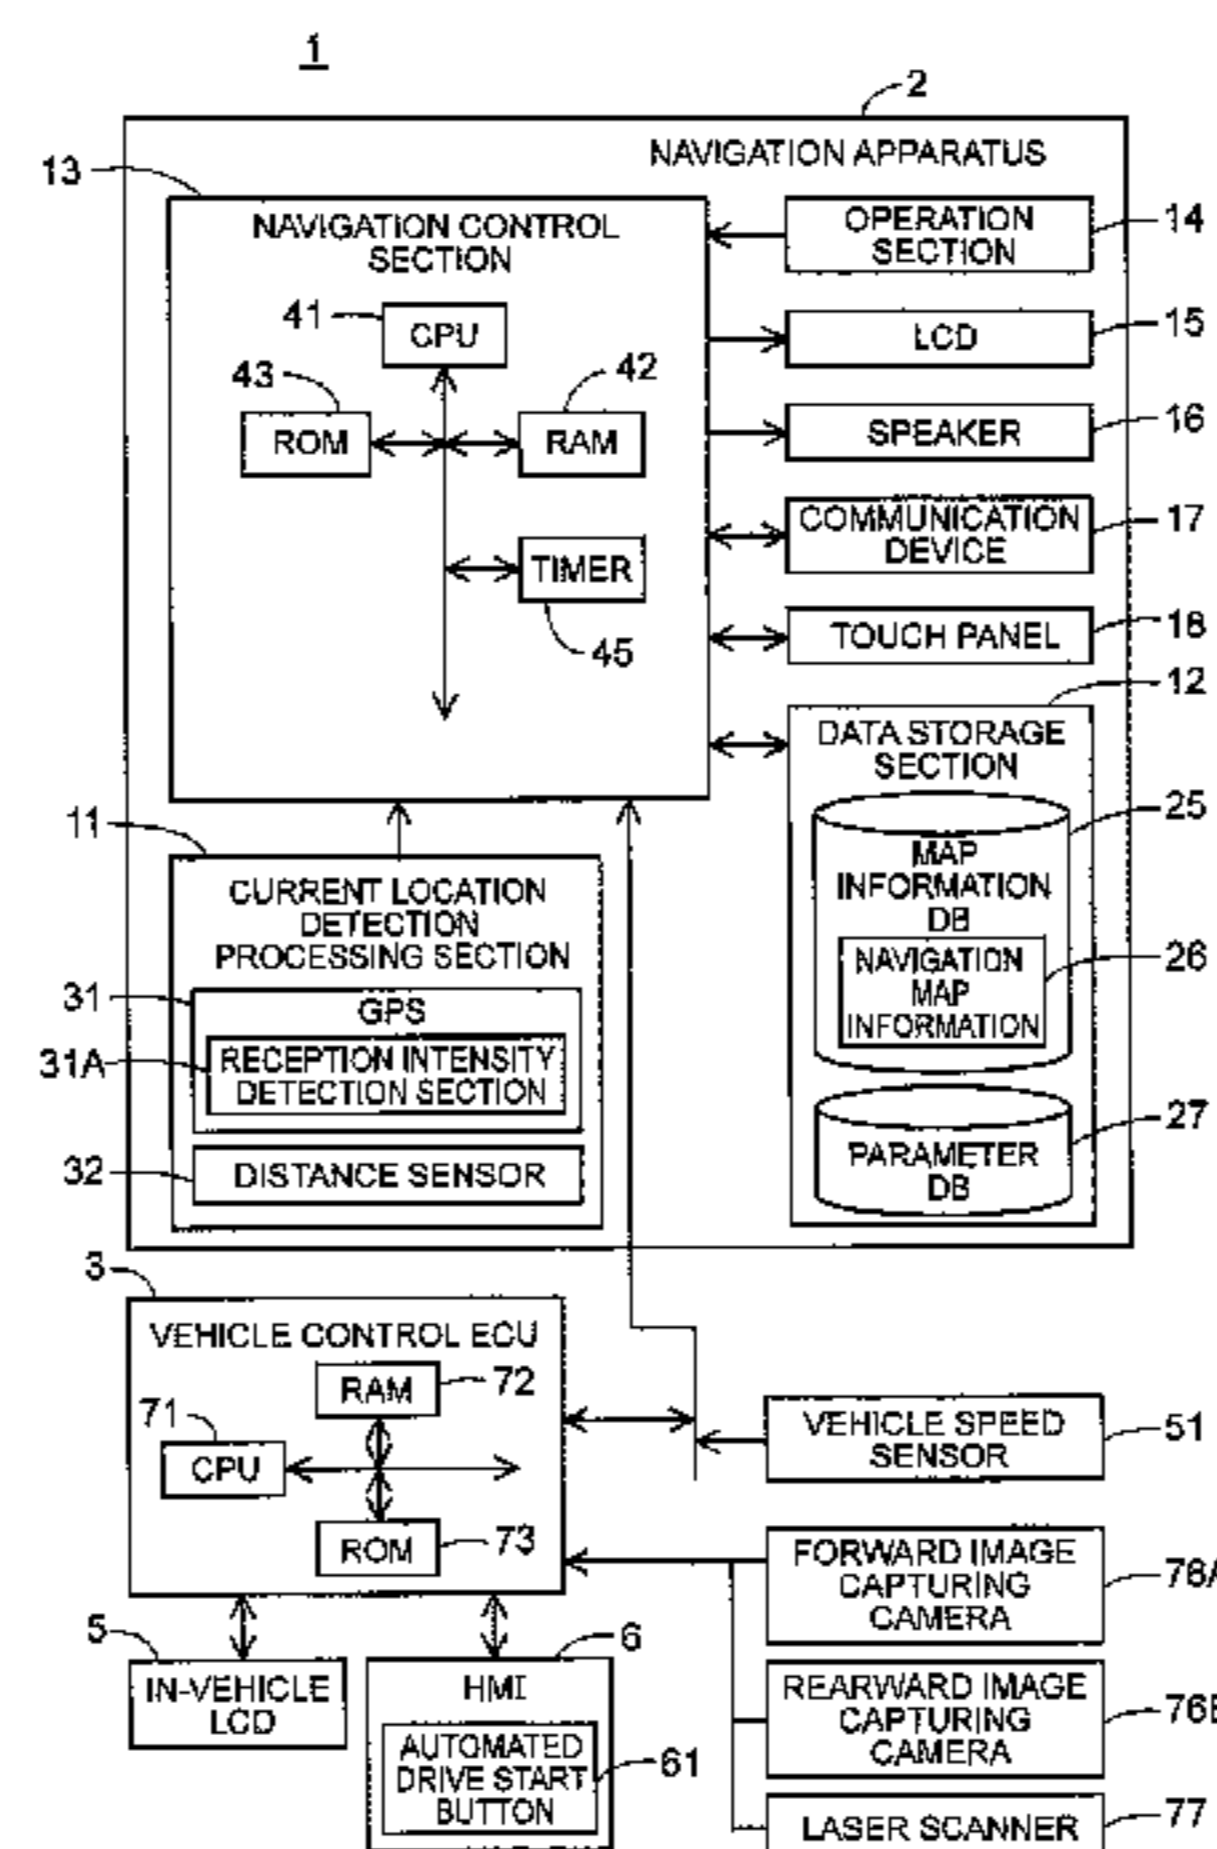 1
2
NAVIGATION APPARATUS
13
NAVIGATION CONTROL
SECTION
41
CPU
43
ROM
42
RAM
TIMER
45
OPERATION
SECTION
14
LCD
15
SPEAKER
16
COMMUNICATION
DEVICE
17
TOUCH PANEL
18
12
DATA STORAGE
SECTION
25
MAP
INFORMATION
DB
NAVIGATION
MAP
INFORMATION
26
PARAMETER
DB
27
11
CURRENT LOCATION
DETECTION
PROCESSING SECTION
31
GPS
31A
RECEPTION INTENSITY
DETECTION SECTION
32
DISTANCE SENSOR
3
VEHICLE CONTROL ECU
RAM
72
71
CPU
ROM
73
VEHICLE SPEED
SENSOR
51
FORWARD IMAGE
CAPTURING
CAMERA
76A
REARWARD IMAGE
CAPTURING
CAMERA
76B
LASER SCANNER
77
5
IN-VEHICLE
LCD
6
HMI
AUTOMATED
DRIVE START
BUTTON
61